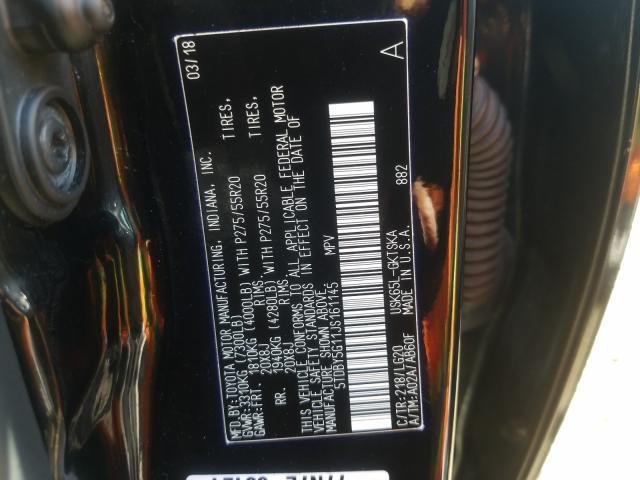 MFD.BY:TOYOTA MOTOR MANUFACTURING, INDIANA, INC. 03/18
GVWR:3310KG (7300LB)
GAWR:FRT. 1810KG (4000LB) WITH P275/55R20 TIRES,
20X8J RIMS,
RR. 1940KG (4280LB) WITH P275/55R20 TIRES,
20X8J RIMS
THIS VEHICLE CONFORMS TO ALL APPLICABLE FEDERAL MOTOR
VEHICLE SAFETY STANDARDS IN EFFECT ON THE DATE OF
MANUFACTURE SHOWN ABOVE.
5TDBY5G11JS161145 MPV
A
882
C/TR:218/LG20 USK65L-GKTSKA
A/TM:A02A/AB60F MADE IN U.S.A.